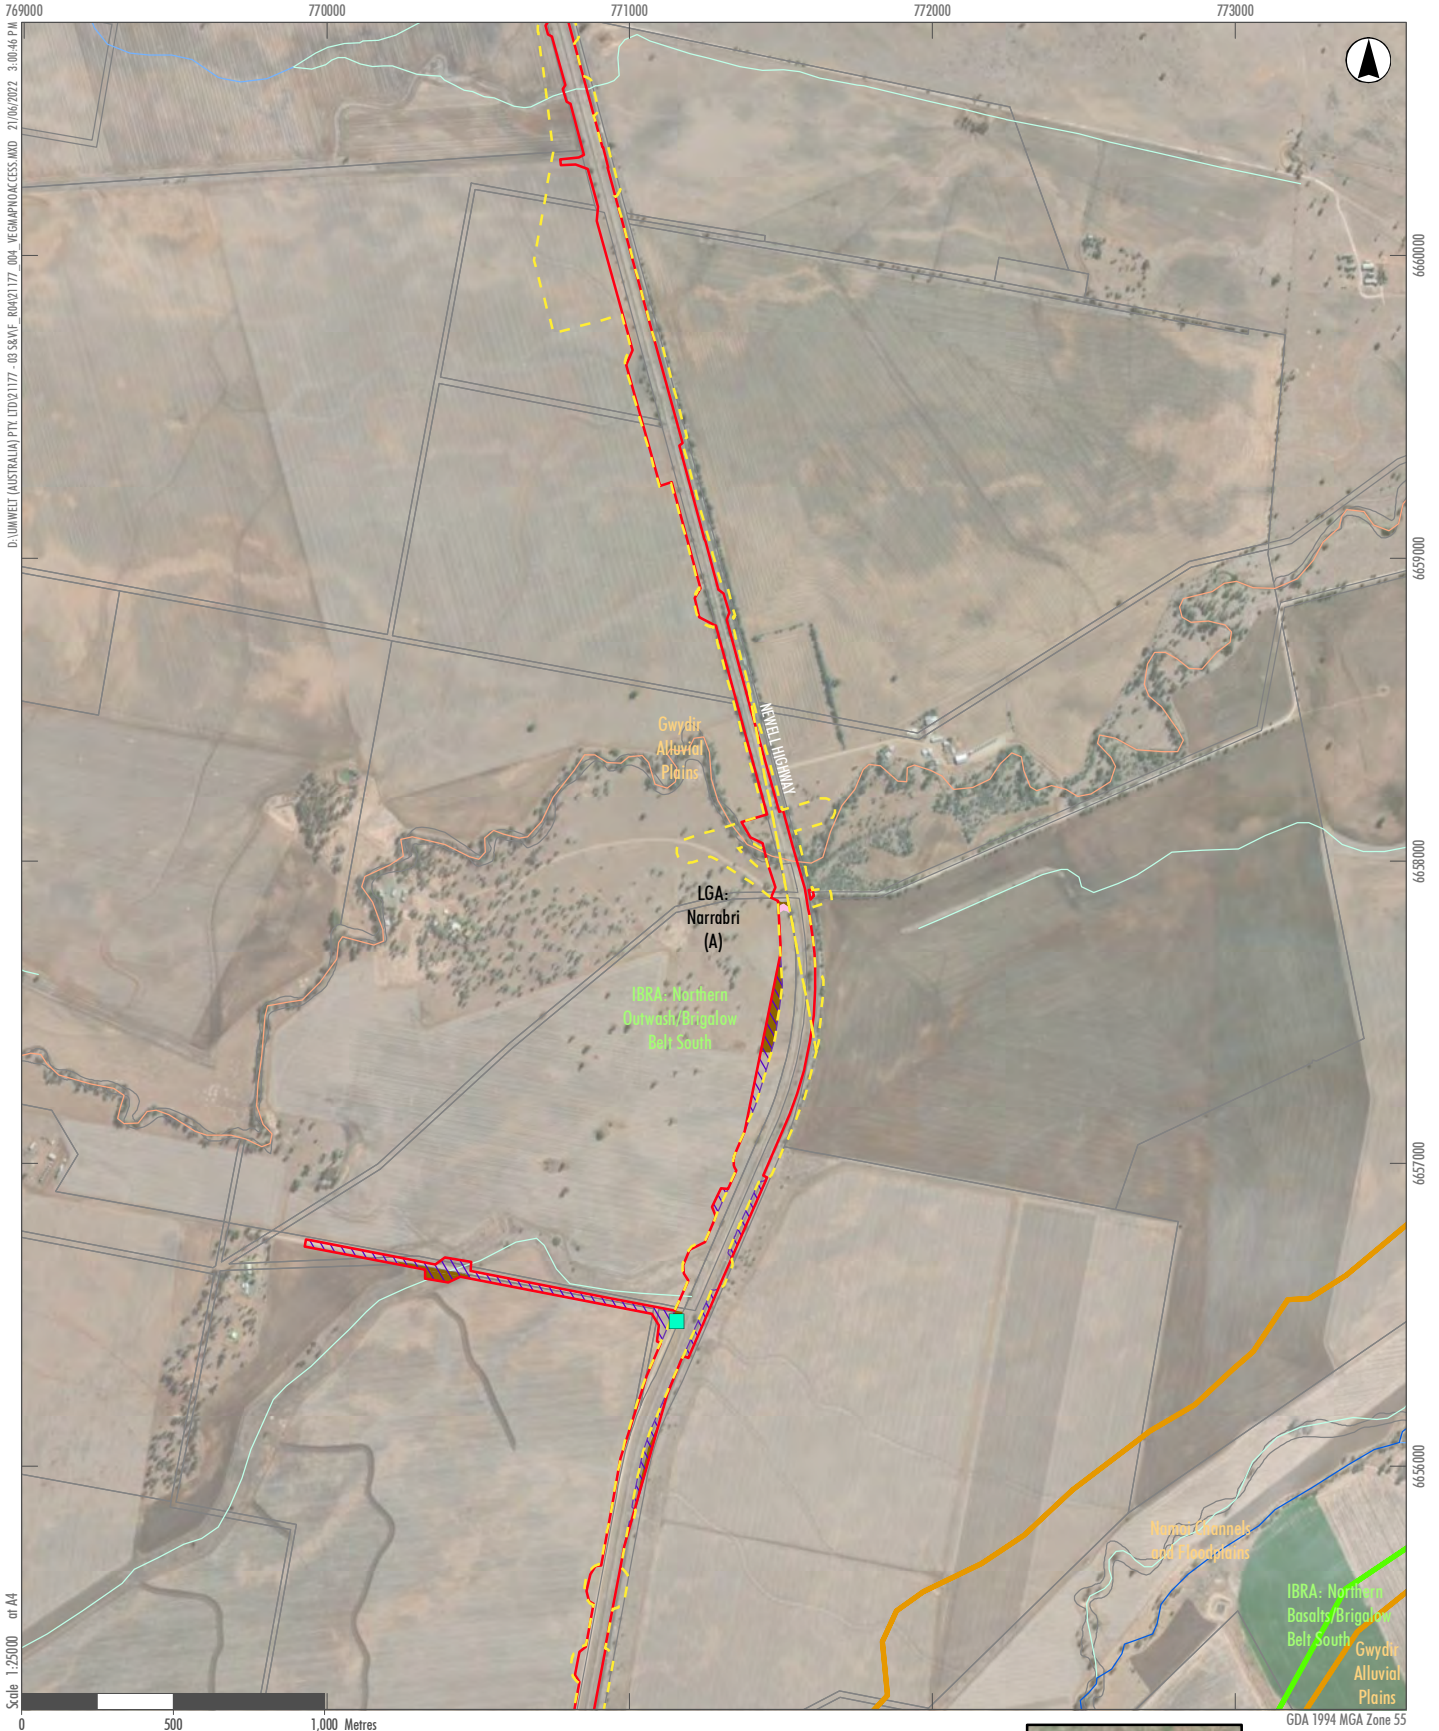 769000
770000
771000
772000
773000
D:\UMWELT (AUSTRALIA) PTY. LTD\21177 - 03 S&V\F_R04\21177_004_VEGMAPNOACCESS.MXD 21/06/2022 3:00:46 PM
6660000
6659000
NEWELL HIGHWAY
Gwydir
Alluvial
Plains
6658000
LGA:
Narrabri
(A)
IBRA: Northern
Outwash/Brigalow
Belt South
6657000
6656000
Namoi Channels
and Floodplains
IBRA: Northern
Basalts/Brigalow
Belt South
Gwydir
Alluvial
Plains
Scale 1:25000 at A4
0 500 1,000 Metres
GDA 1994 MGA Zone 55